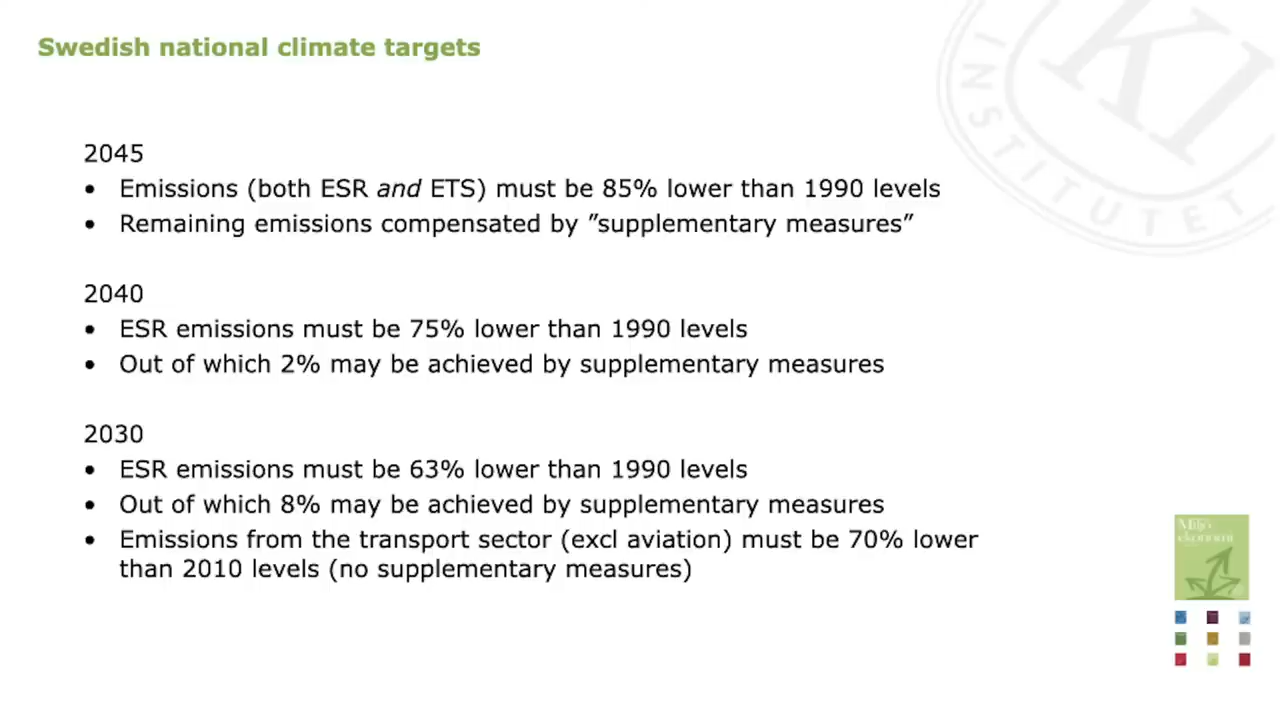 Swedish national climate targets
KI
INSTITUTET
2045
• Emissions (both ESR and ETS) must be 85% lower than 1990 levels
• Remaining emissions compensated by ”supplementary measures”
2040
• ESR emissions must be 75% lower than 1990 levels
• Out of which 2% may be achieved by supplementary measures
2030
• ESR emissions must be 63% lower than 1990 levels
• Out of which 8% may be achieved by supplementary measures
• Emissions from the transport sector (excl aviation) must be 70% lower
than 2010 levels (no supplementary measures)
Miljö
ekonomi